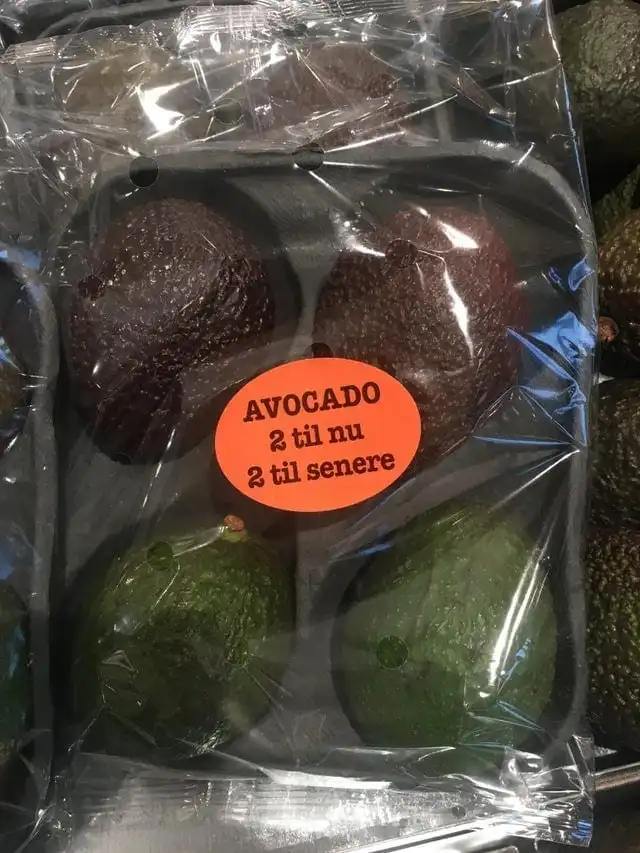 AVOCADO
2 til nu
2 til senere